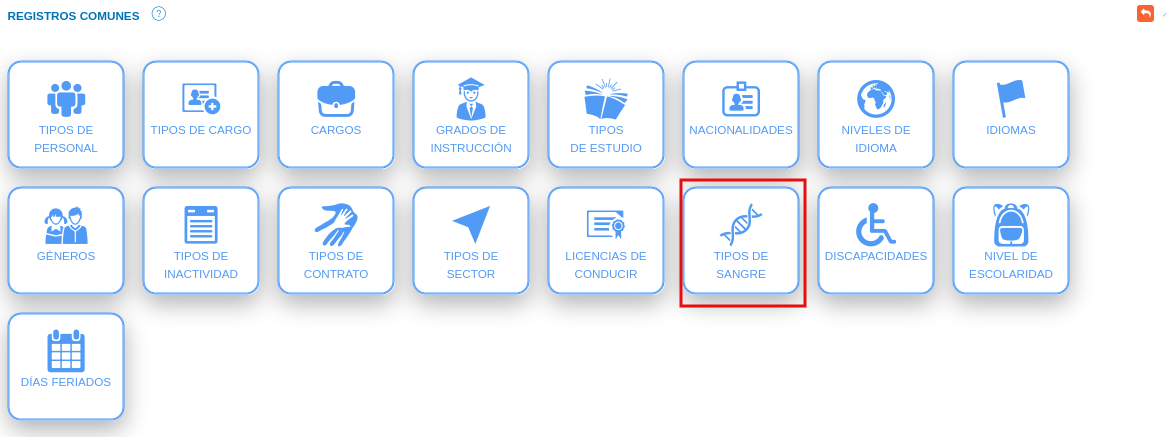 REGISTROS COMUNES ?
TIPOS DE
PERSONAL
TIPOS DE CARGO
CARGOS
GRADOS DE
INSTRUCCIÓN
TIPOS
DE ESTUDIO
NACIONALIDADES
NIVELES DE
IDIOMA
IDIOMAS
GÉNEROS
TIPOS DE
INACTIVIDAD
TIPOS DE
CONTRATO
TIPOS DE
SECTOR
LICENCIAS DE
CONDUCIR
TIPOS DE
SANGRE
DISCAPACIDADES
NIVEL DE
ESCOLARIDAD
DÍAS FERIADOS